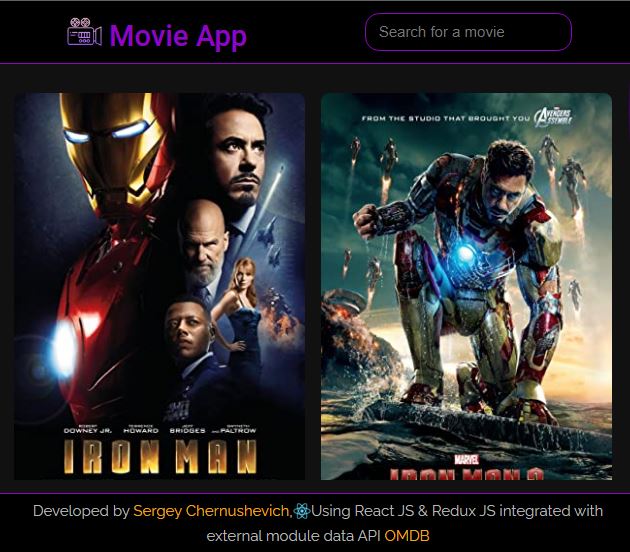 Movie App
Search for a movie
FROM THE STUDIO THAT BROUGHT YOU
AVENGERS
ASSEMBLE
ROBERT DOWNEY JR. TERRENCE HOWARD JEFF BRIDGES AND GWYNETH PALTROW
IRON MAN
MARVEL
IRON MAN 3
Developed by Sergey Chernushevich, Using React JS & Redux JS integrated with
external module data API OMDB